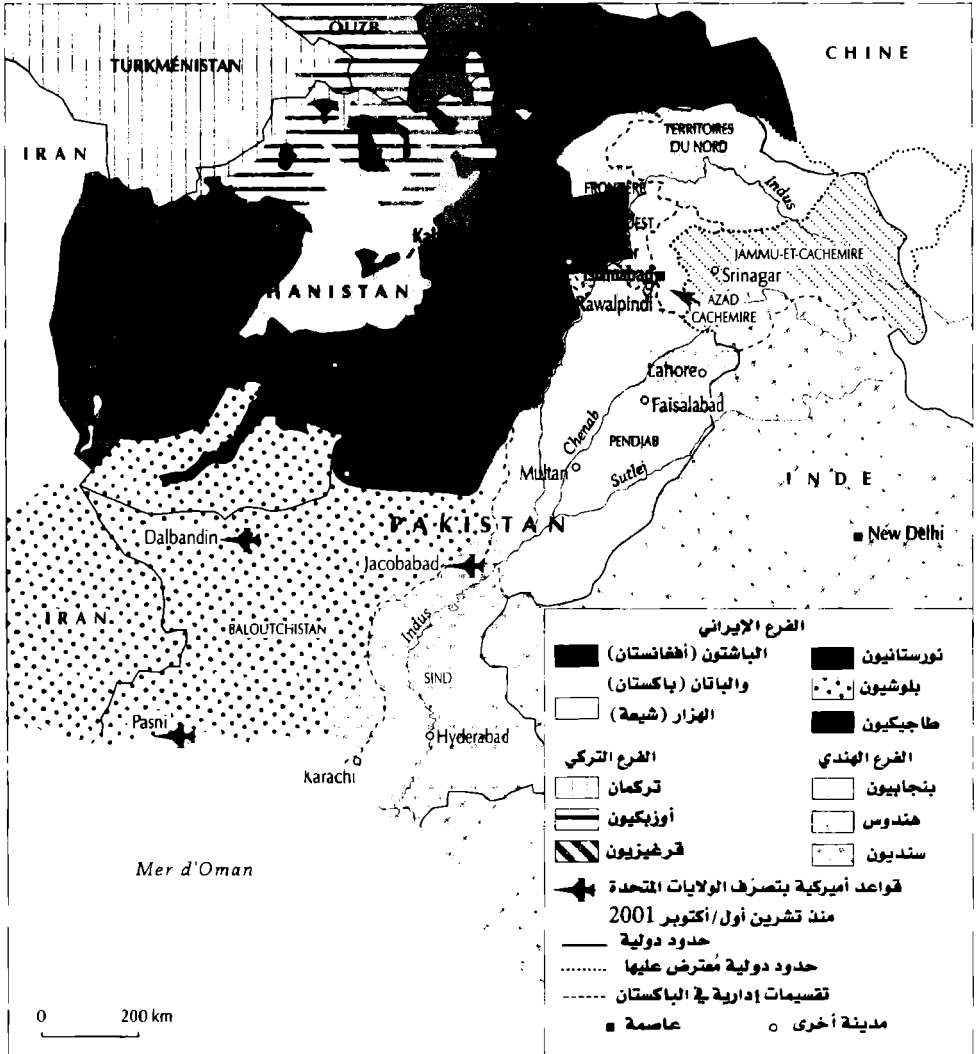 OUZB
CHINE
TURKMÉNISTAN
IRAN
TERRITOIRES
DU NORD
FRONTIÈRE
Indus
JAMMU-ET-CACHEMIRE
Srinagar
HANISTAN
Islamabad
Rawalpindi
AZAD
CACHEMIRE
Lahore
Faisalabad
Chenab
PENDJAB
Multan
Sutlej
INDE
PAKISTAN
New Delhi
Dalbandin
Jacobabad
IRAN
BALOUTCHISTAN
Indus
SIND
Pasni
Hyderabad
Karachi
Mer d'Oman
0 200 km
الفرع الإيراني
الباشتون (أفغانستان)
والباتان (باكستان)
الهزار (شيعة)
نورستانيون
بلوشيون
طاجيكيون
الفرع التركي
تركمان
أوزبكيون
قرغيزيون
الفرع الهندي
بنجابيون
هندوس
سنديون
قواعد أميركية بتصرّف الولايات المتحدة
منذ تشرين أول/أكتوبر 2001
حدود دولية
حدود دولية مُعترض عليها
تقسيمات إدارية في الباكستان
عاصمة
مدينة أخرى